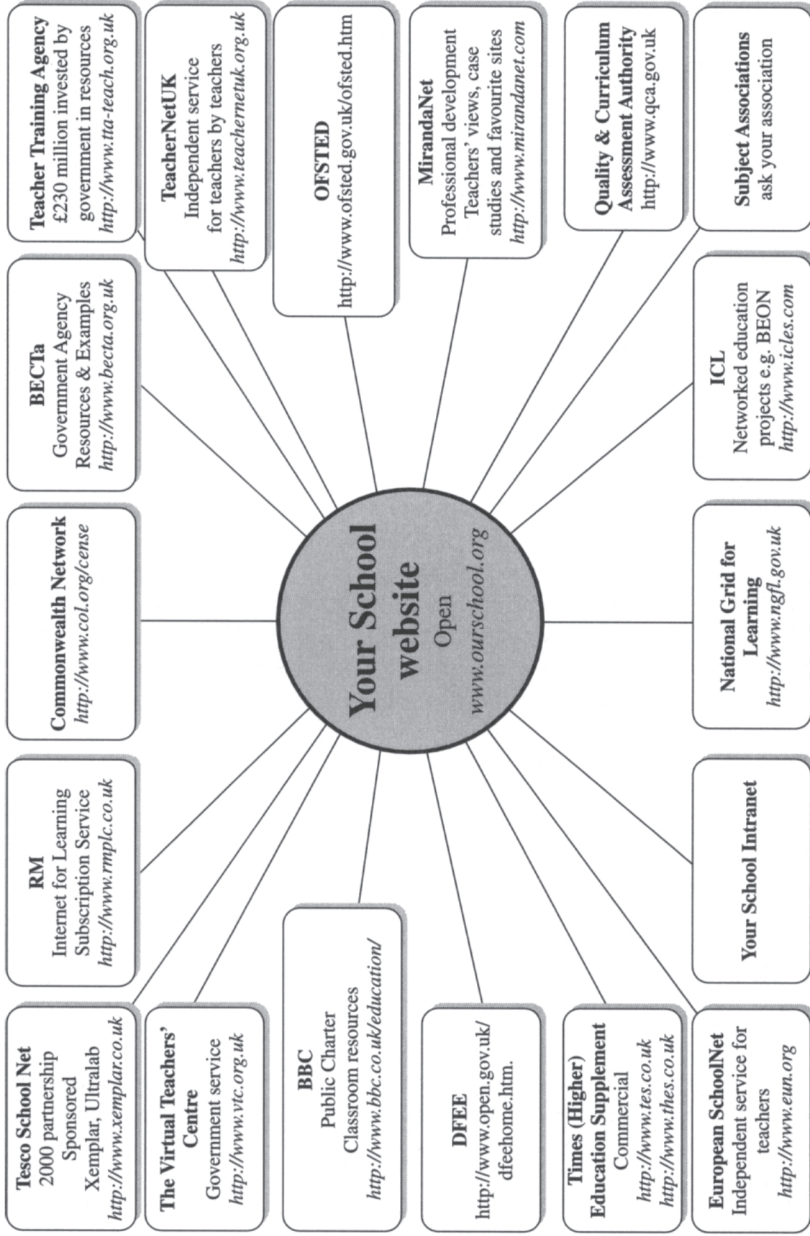 Tesco School Net
2000 partnership
Sponsored
Xemplar, Ultralab
http://www.xemplar.co.uk
RM
Internet for Learning
Subscription Service
http://www.rmplc.co.uk
Commonwealth Network
http://www.col.org/cense
BECTa
Government Agency
Resources & Examples
http://www.becta.org.uk
Teacher Training Agency
£230 million invested by
government in resources
http://www.tta-teach.org.uk
The Virtual Teachers'
Centre
Government service
http://www.vtc.org.uk
TeacherNetUK
Independent service
for teachers by teachers
http://www.teachernetuk.org.uk
BBC
Public Charter
Classroom resources
http://www.bbc.co.uk/education/
Your School
website
Open
www.ourschool.org
OFSTED
http://www.ofsted.gov.uk/ofsted.htm
DFEE
http://www.open.gov.uk/
dfeehome.htm.
MirandaNet
Professional development
Teachers' views, case
studies and favourite sites
http://www.mirandanet.com
Times (Higher)
Education Supplement
Commercial
http://www.tes.co.uk
http://www.thes.co.uk
Quality & Curriculum
Assessment Authority
http://www.qca.gov.uk
European SchoolNet
Independent service for
teachers
http://www.eun.org
Your School Intranet
National Grid for
Learning
http://www.ngfl.gov.uk
ICL
Networked education
projects e.g. BEON
http://www.icles.com
Subject Associations
ask your association